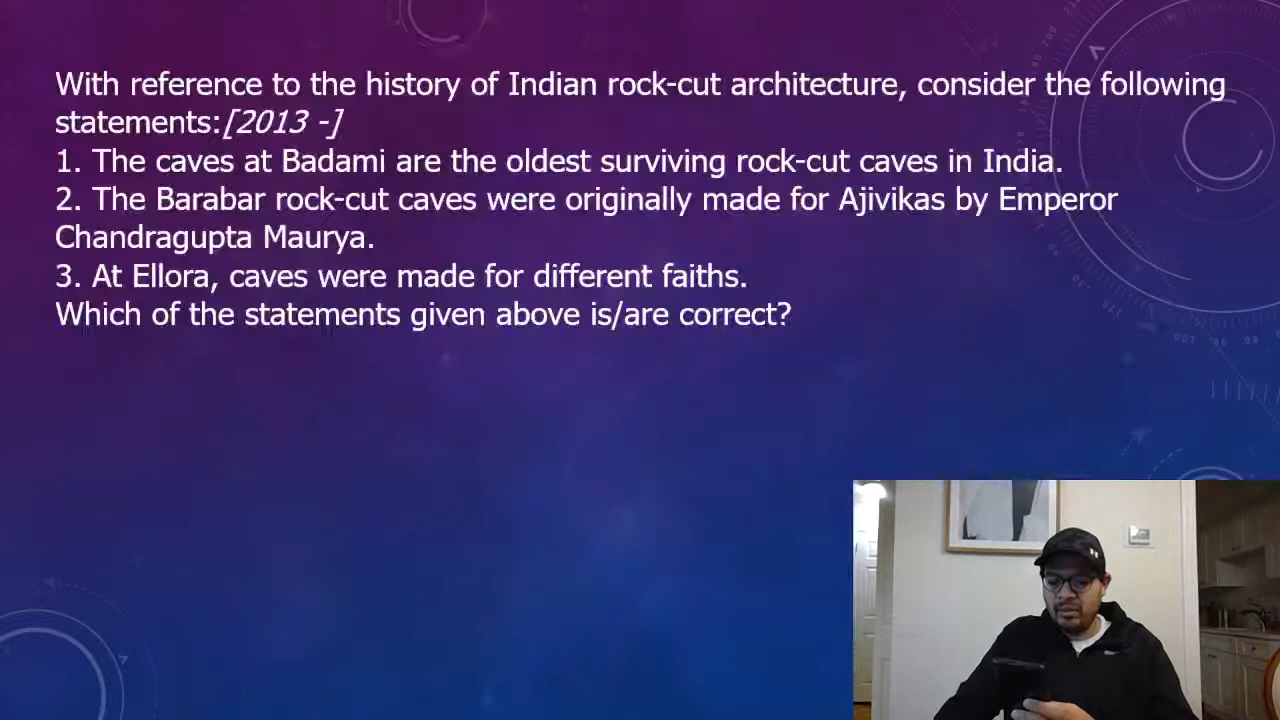 With reference to the history of Indian rock-cut architecture, consider the following
statements:[2013 -]
1. The caves at Badami are the oldest surviving rock-cut caves in India.
2. The Barabar rock-cut caves were originally made for Ajivikas by Emperor
Chandragupta Maurya.
3. At Ellora, caves were made for different faiths.
Which of the statements given above is/are correct?